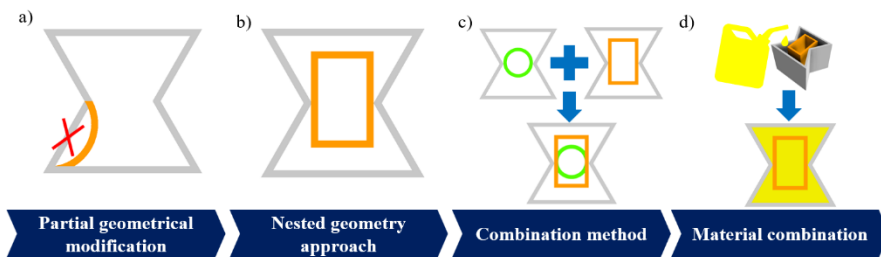 a)
b)
c)
d)
Partial geometrical
modification
Nested geometry
approach
Combination method
Material combination